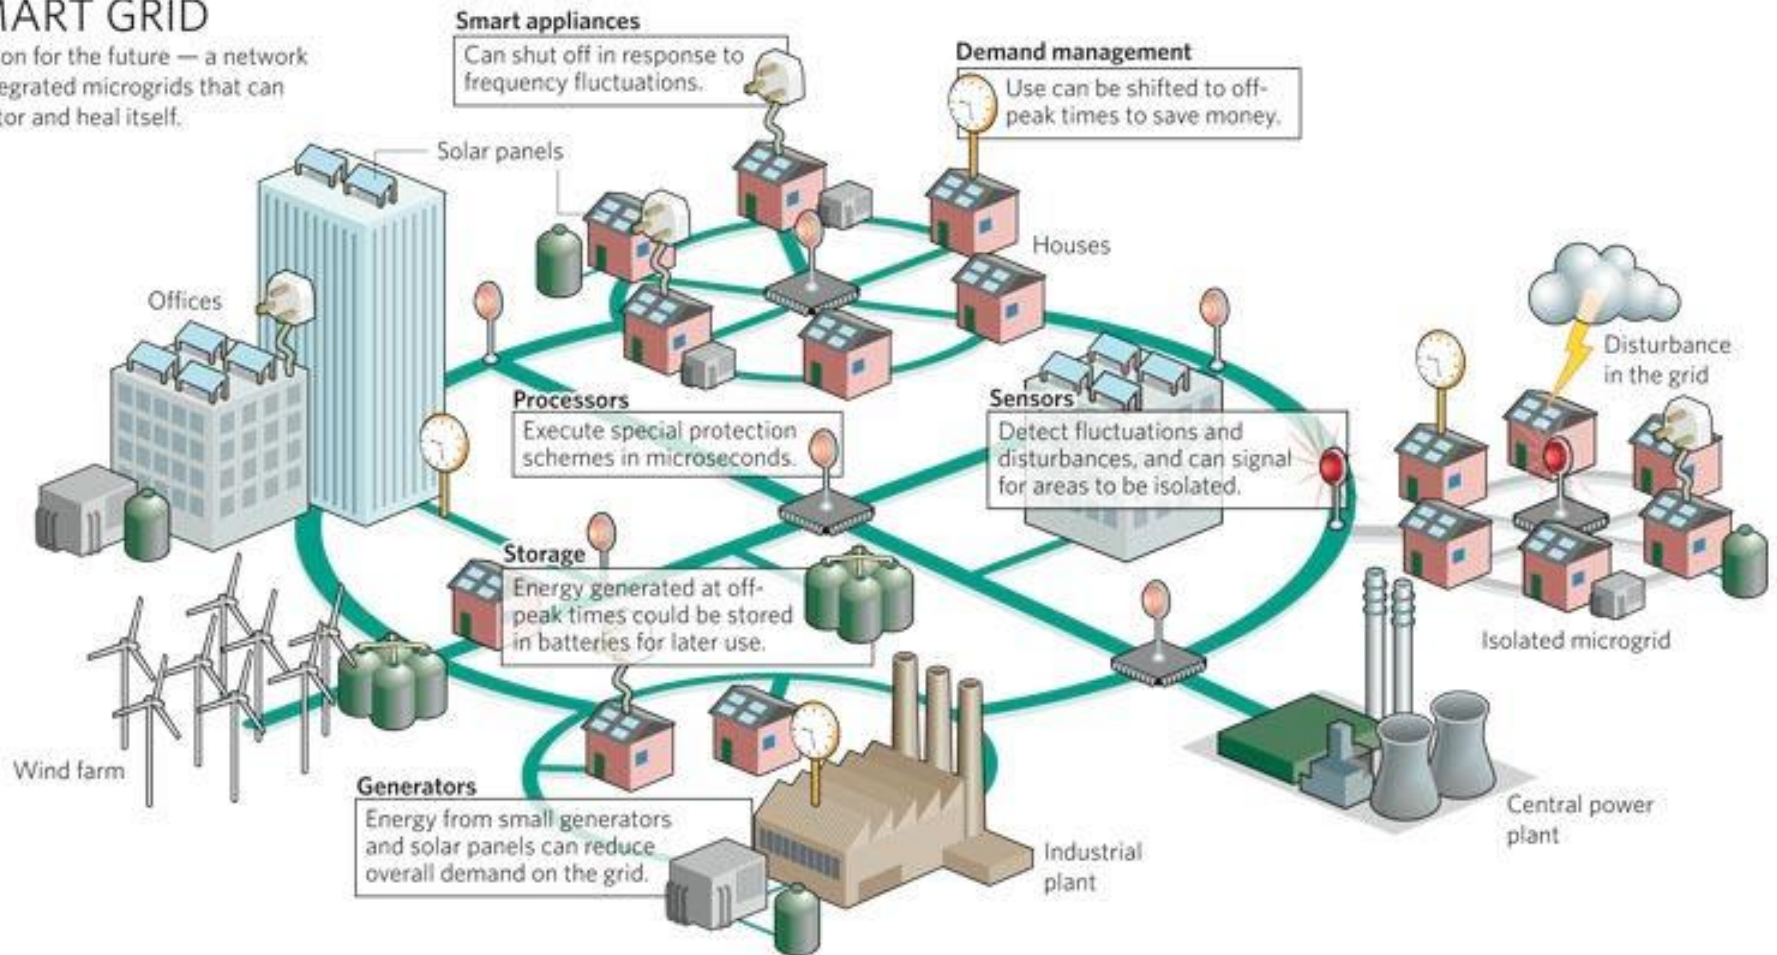 MART GRID
on for the future — a network
egrated microgrids that can
tor and heal itself.
Smart appliances
Can shut off in response to
frequency fluctuations.
Demand management
Use can be shifted to off-
peak times to save money.
Solar panels
Houses
Offices
Disturbance
in the grid
Processors
Execute special protection
schemes in microseconds.
Sensors
Detect fluctuations and
disturbances, and can signal
for areas to be isolated.
Storage
Energy generated at off-
peak times could be stored
in batteries for later use.
Isolated microgrid
Wind farm
Generators
Energy from small generators
and solar panels can reduce
overall demand on the grid.
Industrial
plant
Central power
plant